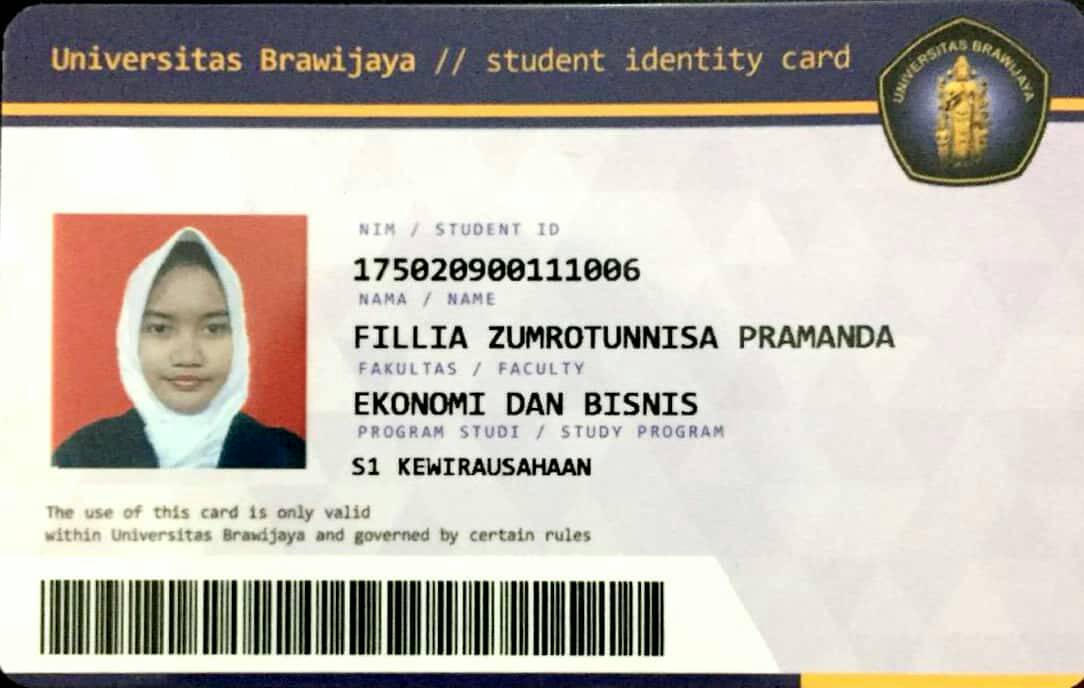 Universitas Brawijaya // student identity card
UNIVERSITAS BRAWIJAYA
NIM / STUDENT ID
175020900111006
NAMA / NAME
FILLIA ZUMROTUNNISA PRAMANDA
FAKULTAS / FACULTY
EKONOMI DAN BISNIS
PROGRAM STUDI / STUDY PROGRAM
S1 KEWIRAUSAHAAN
The use of this card is only valid
within Universitas Brawijaya and governed by certain rules